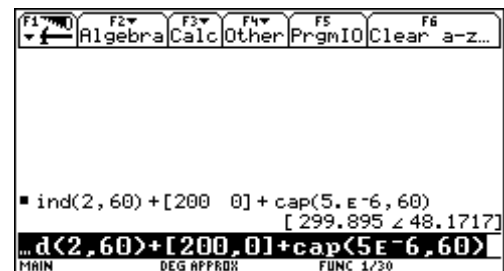 F1 F2 F3 F4 F5 F6
Algebra Calc Other PrgmIO Clear a-z…
▪ ind(2,60)+[200 0]+cap(5.ᴇ⁻6,60)
[299.895 ∠ 48.1717]
…d(2,60)+[200,0]+cap(5ᴇ⁻6,60)
MAIN DEG APPROX FUNC 1/30